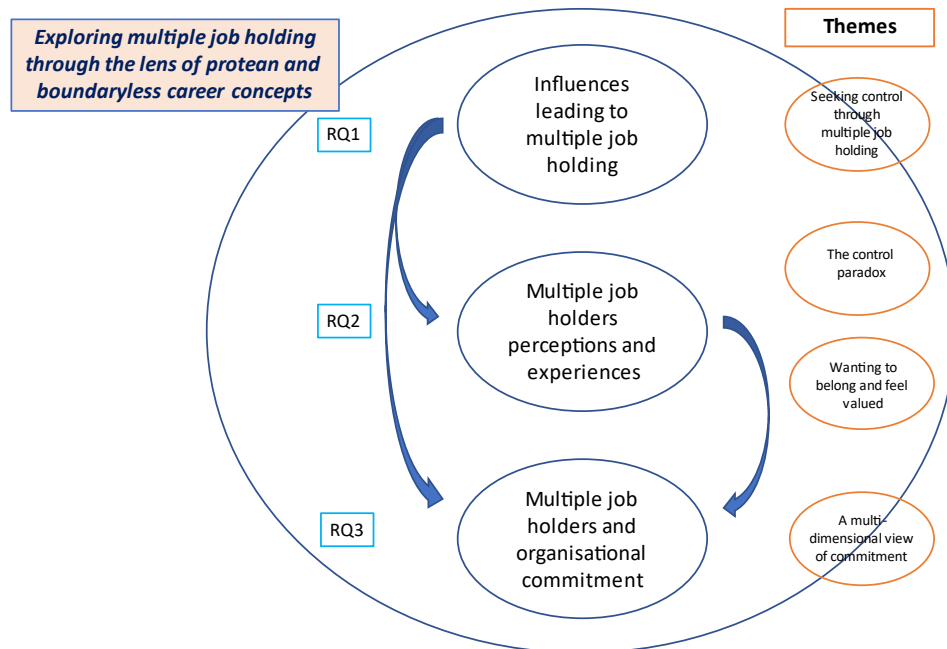 Exploring multiple job holding
through the lens of protean and
boundaryless career concepts
Themes
RQ1
Influences
leading to
multiple job
holding
Seeking control
through
multiple job
holding
The control
paradox
RQ2
Multiple job
holders
perceptions and
experiences
Wanting to
belong and feel
valued
RQ3
Multiple job
holders and
organisational
commitment
A multi-
dimensional view
of commitment